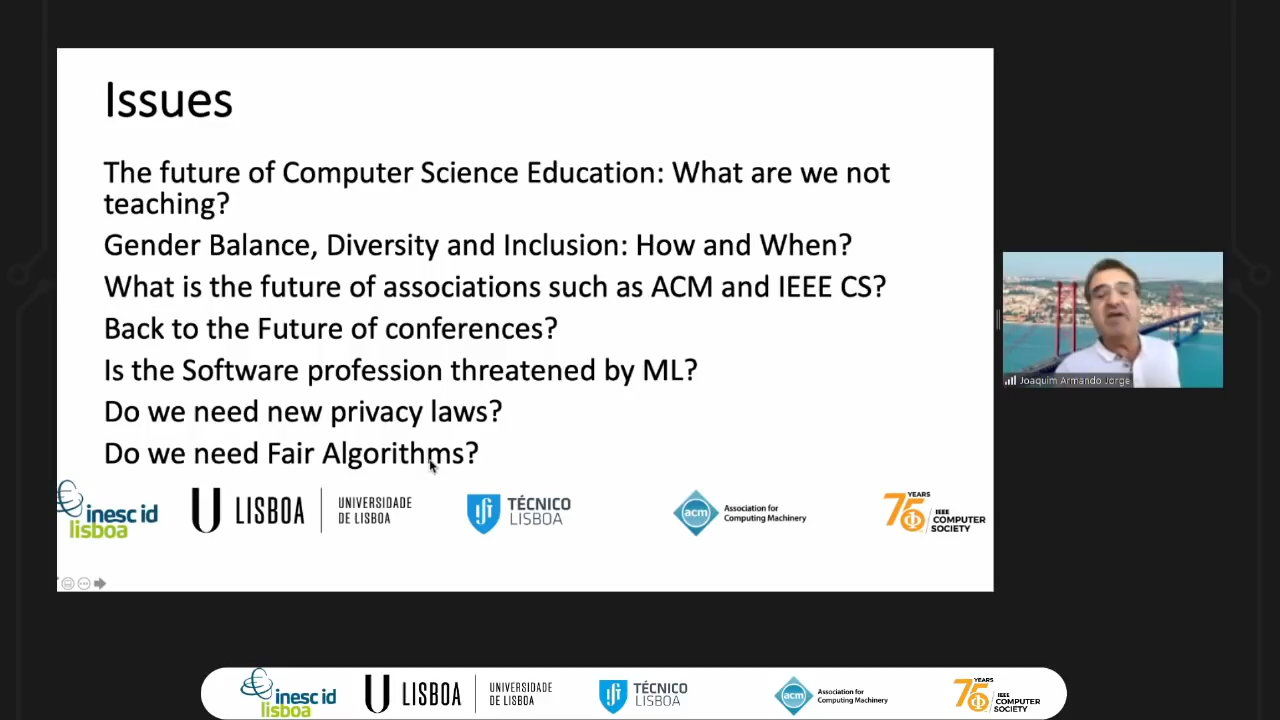 Issues
The future of Computer Science Education: What are we not
teaching?
Gender Balance, Diversity and Inclusion: How and When?
What is the future of associations such as ACM and IEEE CS?
Back to the Future of conferences?
Is the Software profession threatened by ML?
Do we need new privacy laws?
Do we need Fair Algorithms?
inesc id
lisboa
U LISBOA
UNIVERSIDADE
DE LISBOA
TÉCNICO
LISBOA
acm
Association for
Computing Machinery
75 YEARS
IEEE
COMPUTER
SOCIETY
Joaquim Armando Jorge
inesc id
lisboa
U LISBOA
UNIVERSIDADE
DE LISBOA
TÉCNICO
LISBOA
acm
Association for
Computing Machinery
75 YEARS
IEEE
COMPUTER
SOCIETY